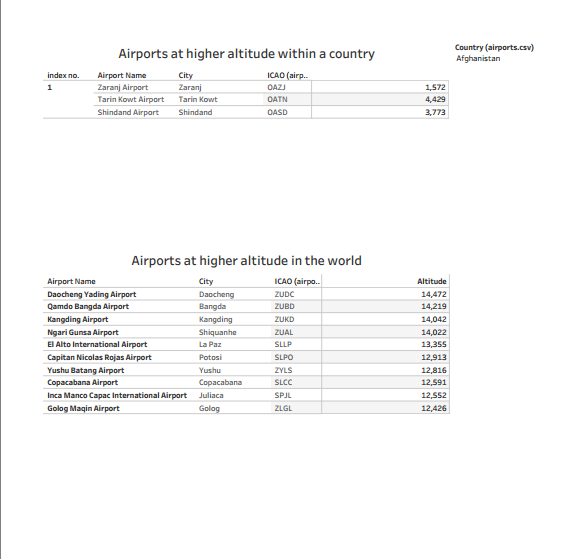 Airports at higher altitude within a country
Country (airports.csv)
Afghanistan
index no. Airport Name City ICAO (airp..
1 Zaranj Airport Zaranj OAZJ 1,572
Tarin Kowt Airport Tarin Kowt OATN 4,429
Shindand Airport Shindand OASD 3,773
Airports at higher altitude in the world
Airport Name City ICAO (airpo.. Altitude
Daocheng Yading Airport Daocheng ZUDC 14,472
Qamdo Bangda Airport Bangda ZUBD 14,219
Kangding Airport Kangding ZUKD 14,042
Ngari Gunsa Airport Shiquanhe ZUAL 14,022
El Alto International Airport La Paz SLLP 13,355
Capitan Nicolas Rojas Airport Potosi SLPO 12,913
Yushu Batang Airport Yushu ZYLS 12,816
Copacabana Airport Copacabana SLCC 12,591
Inca Manco Capac International Airport Juliaca SPJL 12,552
Golog Maqin Airport Golog ZLGL 12,426